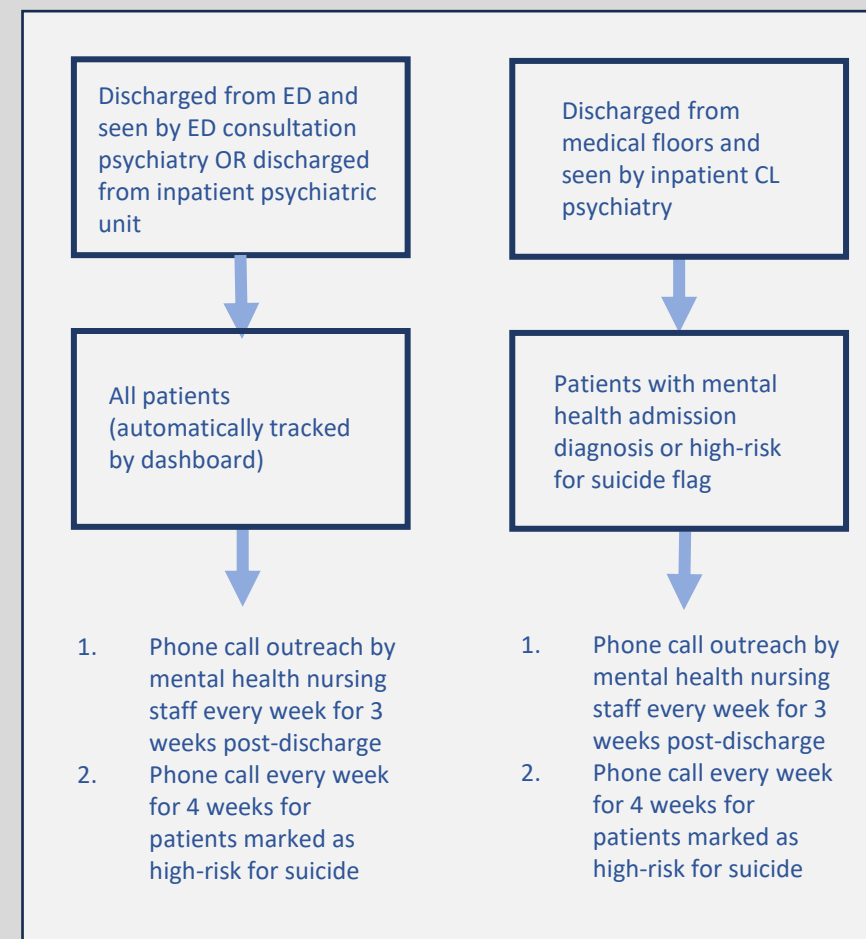 Discharged from ED and
seen by ED consultation
psychiatry OR discharged
from inpatient psychiatric
unit
All patients
(automatically tracked
by dashboard)
1. Phone call outreach by
mental health nursing
staff every week for 3
weeks post-discharge
2. Phone call every week
for 4 weeks for
patients marked as
high-risk for suicide
Discharged from
medical floors and
seen by inpatient CL
psychiatry
Patients with mental
health admission
diagnosis or high-risk
for suicide flag
1. Phone call outreach by
mental health nursing
staff every week for 3
weeks post-discharge
2. Phone call every week
for 4 weeks for
patients marked as
high-risk for suicide